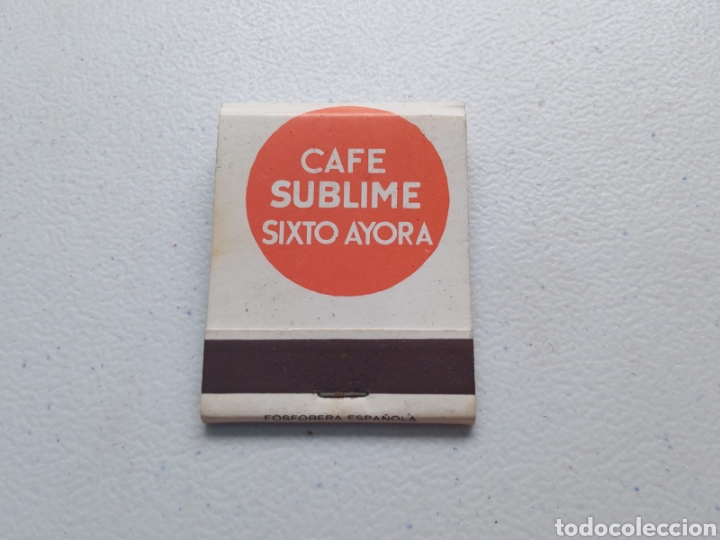 CAFE
SUBLIME
SIXTO AYORA
FOSFORERA ESPAÑOLA
todocoleccion